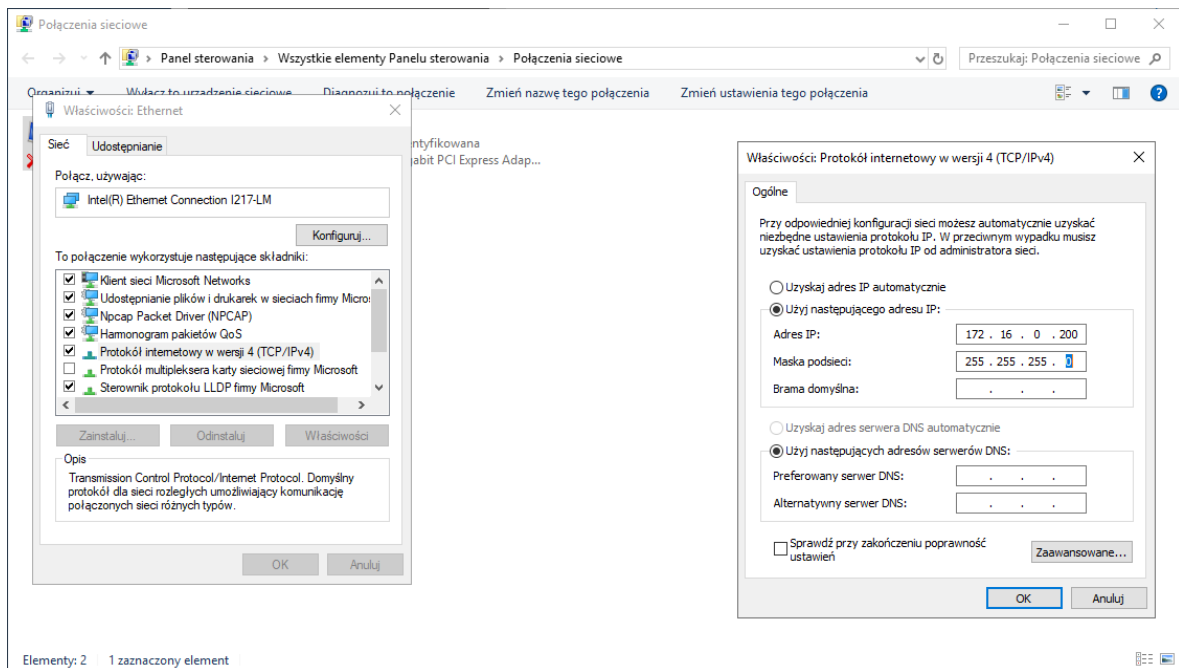 Połączenia sieciowe
Panel sterowania › Wszystkie elementy Panelu sterowania › Połączenia sieciowe
Przeszukaj: Połączenia sieciowe
Organizuj Wyłącz to urządzenie sieciowe Diagnozuj to połączenie Zmień nazwę tego połączenia Zmień ustawienia tego połączenia
Właściwości: Ethernet
Sieć Udostępnianie
Połącz, używając:
Intel(R) Ethernet Connection I217-LM
Konfiguruj...
To połączenie wykorzystuje następujące składniki:
Klient sieci Microsoft Networks
Udostępnianie plików i drukarek w sieciach firmy Micro
Npcap Packet Driver (NPCAP)
Harmonogram pakietów QoS
Protokół internetowy w wersji 4 (TCP/IPv4)
Protokół multipleksera karty sieciowej firmy Microsoft
Sterownik protokołu LLDP firmy Microsoft
Zainstaluj... Odinstaluj Właściwości
Opis
Transmission Control Protocol/Internet Protocol. Domyślny
protokół dla sieci rozległych umożliwiający komunikację
połączonych sieci różnych typów.
OK Anuluj
ntyfikowana
gabit PCI Express Adap...
Właściwości: Protokół internetowy w wersji 4 (TCP/IPv4)
Ogólne
Przy odpowiedniej konfiguracji sieci możesz automatycznie uzyskać
niezbędne ustawienia protokołu IP. W przeciwnym wypadku musisz
uzyskać ustawienia protokołu IP od administratora sieci.
Uzyskaj adres IP automatycznie
Użyj następującego adresu IP:
Adres IP: 172 . 16 . 0 . 200
Maska podsieci: 255 . 255 . 255 . 0
Brama domyślna: . . .
Uzyskaj adres serwera DNS automatycznie
Użyj następujących adresów serwerów DNS:
Preferowany serwer DNS: . . .
Alternatywny serwer DNS: . . .
Sprawdź przy zakończeniu poprawność
ustawień
Zaawansowane...
OK Anuluj
Elementy: 2 1 zaznaczony element